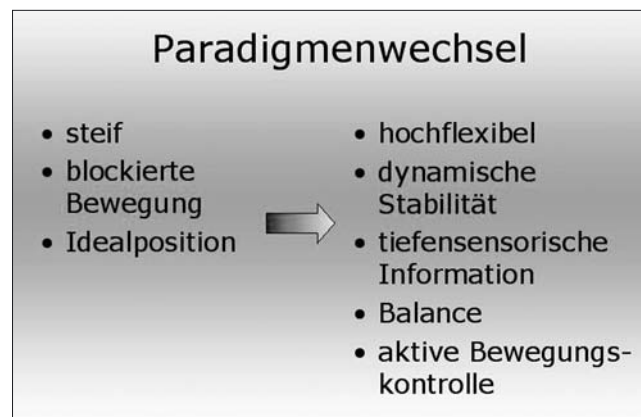 Paradigmenwechsel
• steif
• blockierte
Bewegung
• Idealposition
• hochflexibel
• dynamische
Stabilität
• tiefensensorische
Information
• Balance
• aktive Bewegungs-
kontrolle